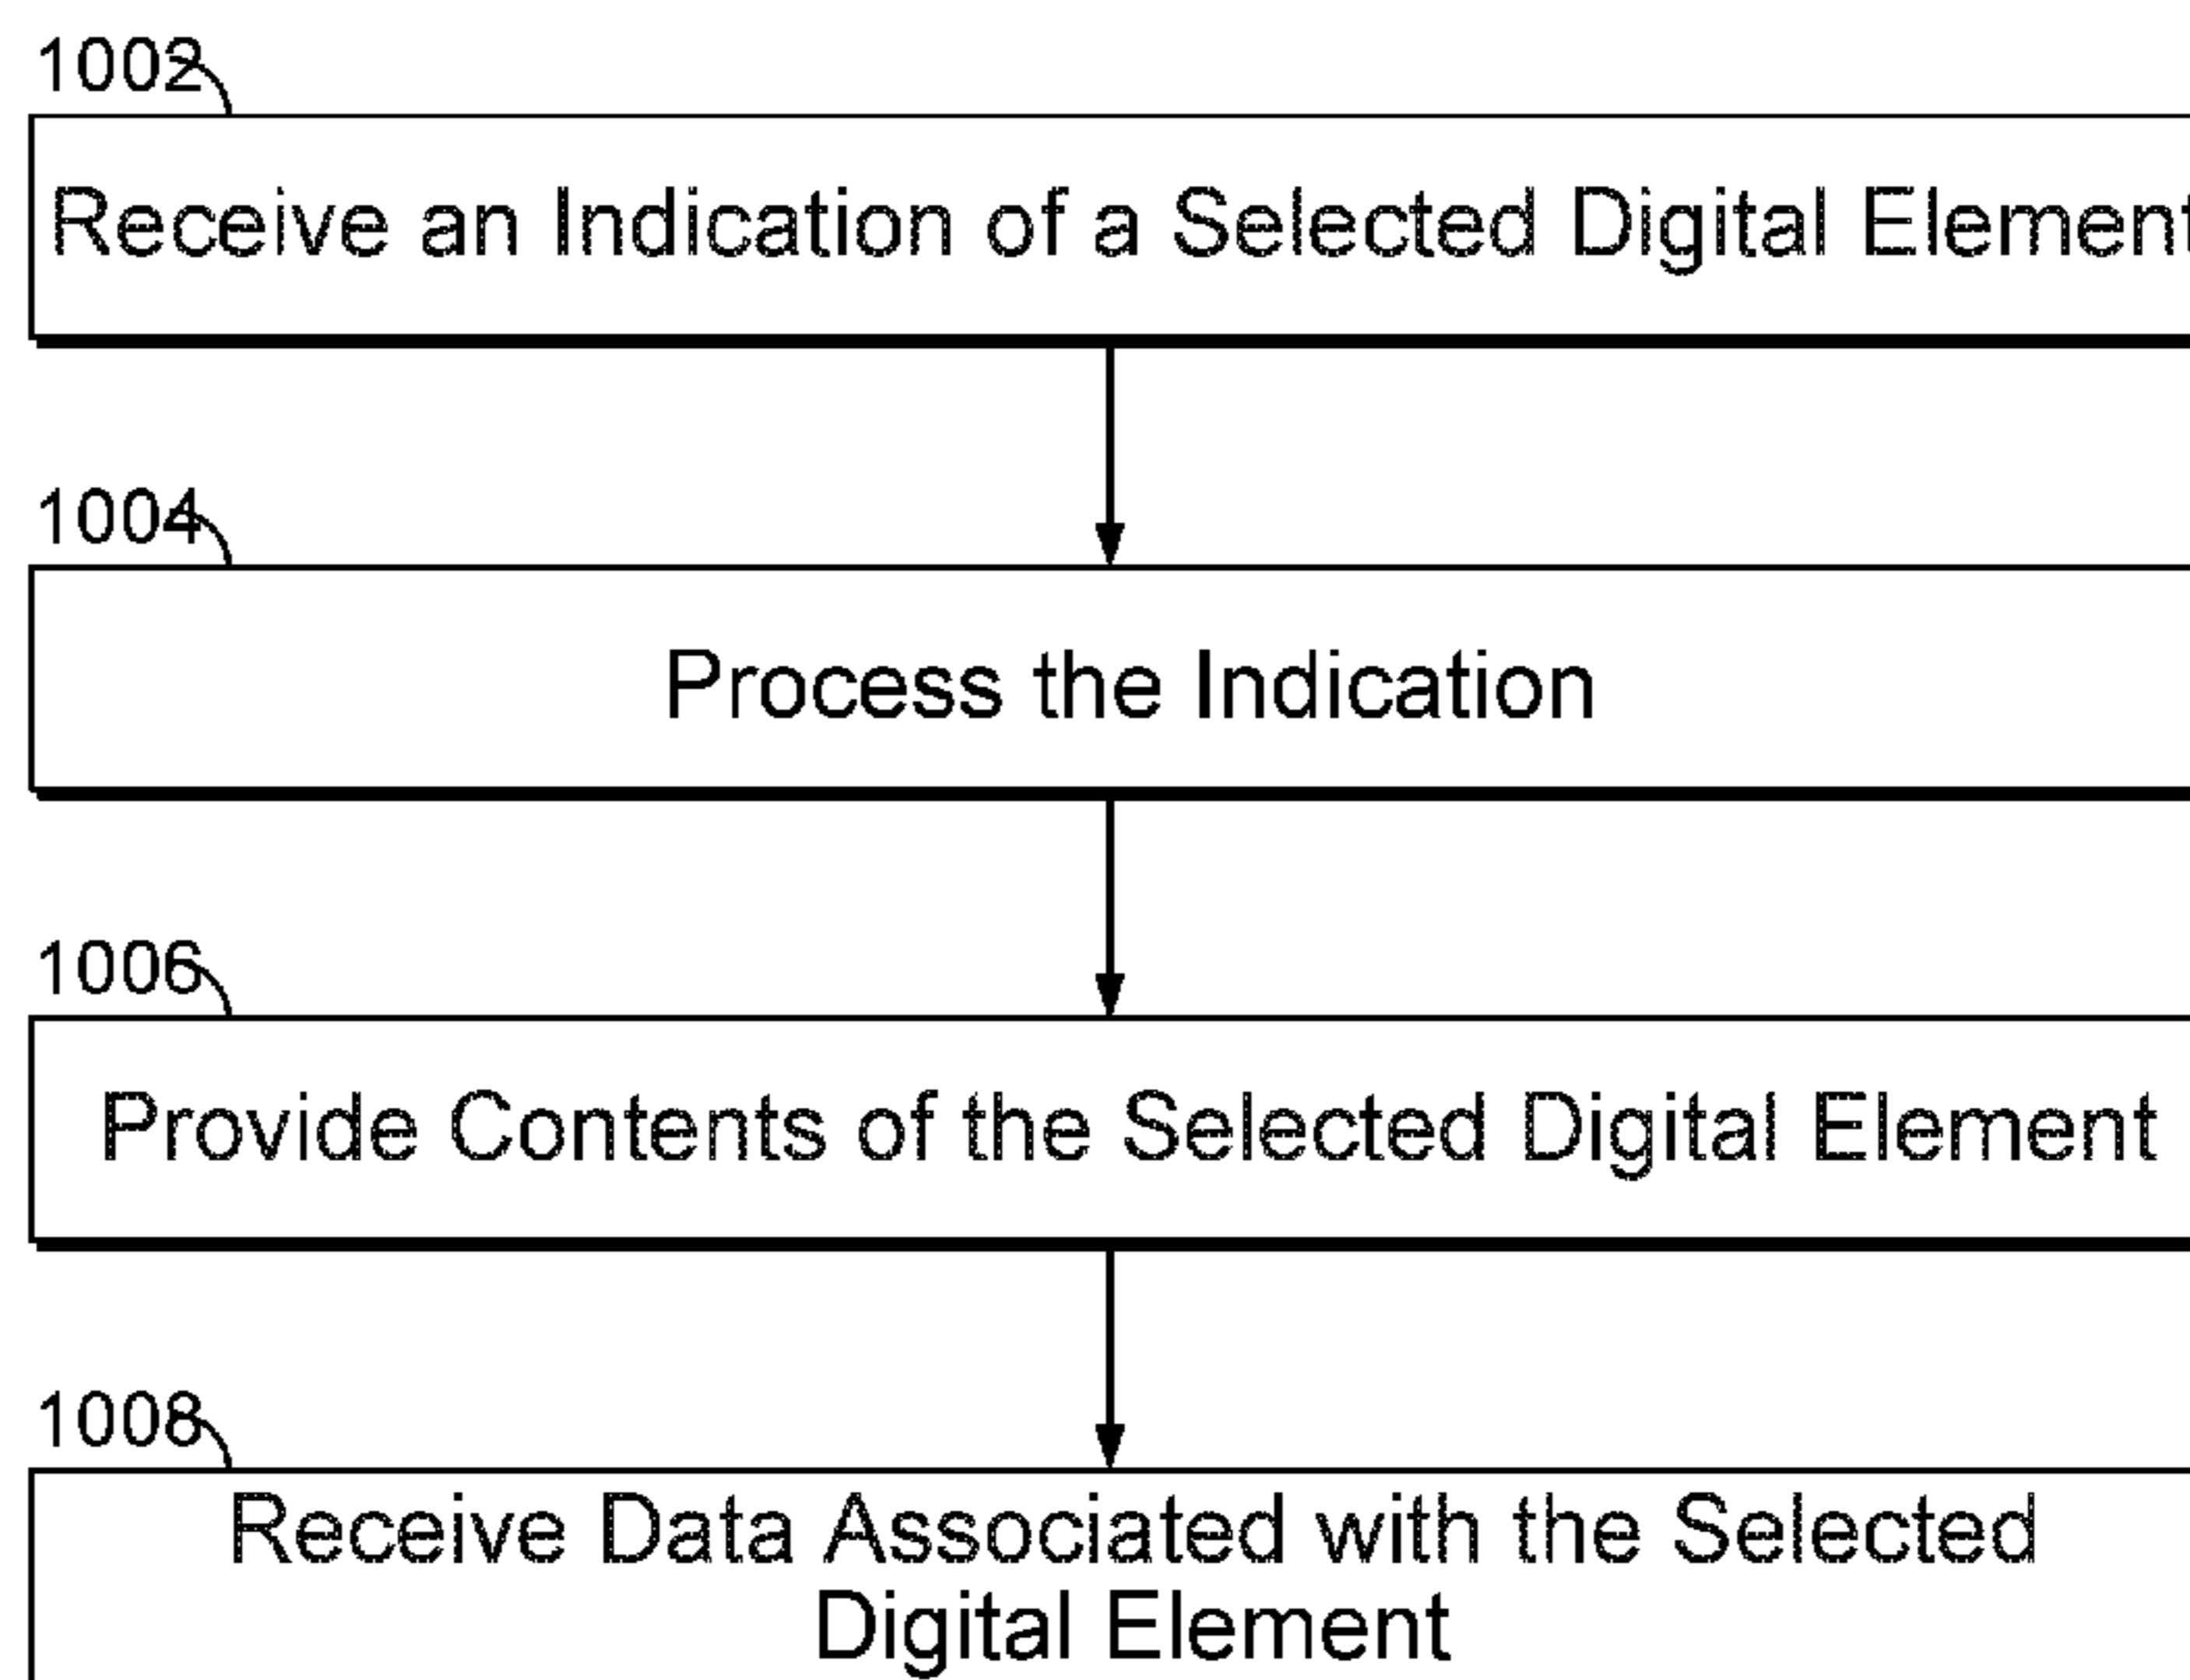 1002
Receive an Indication of a Selected Digital Element
1004
Process the Indication
1006
Provide Contents of the Selected Digital Element
1008
Receive Data Associated with the Selected
Digital Element